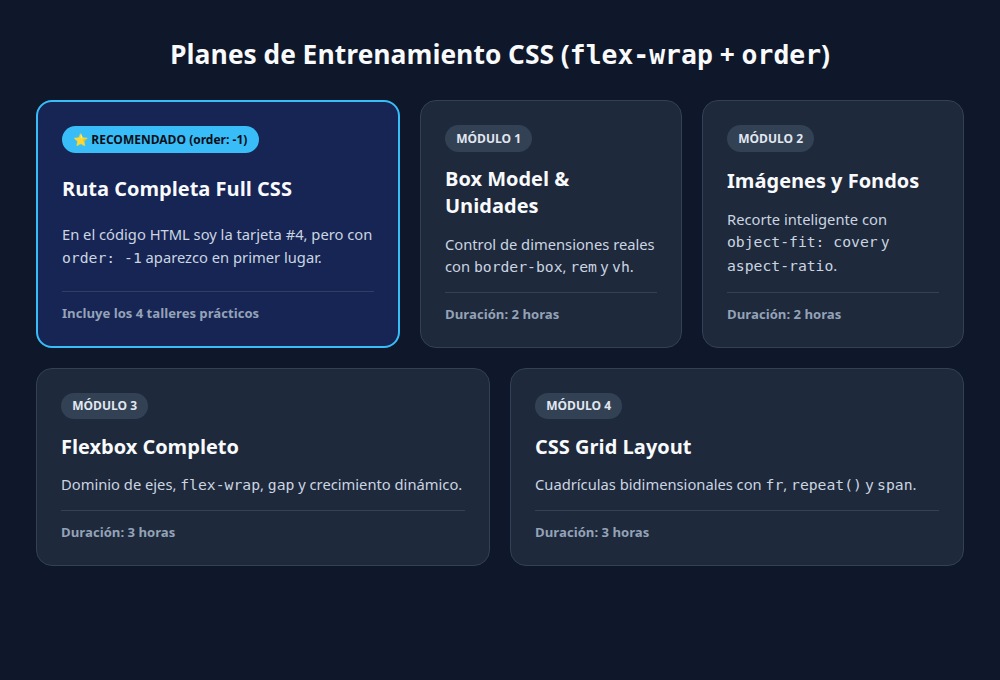 Planes de Entrenamiento CSS (flex-wrap + order)
⭐ RECOMENDADO (order: -1)
Ruta Completa Full CSS
En el código HTML soy la tarjeta #4, pero con
order: -1 aparezco en primer lugar.
Incluye los 4 talleres prácticos
MÓDULO 1
Box Model &
Unidades
Control de dimensiones reales
con border-box, rem y vh.
Duración: 2 horas
MÓDULO 2
Imágenes y Fondos
Recorte inteligente con
object-fit: cover y
aspect-ratio.
Duración: 2 horas
MÓDULO 3
Flexbox Completo
Dominio de ejes, flex-wrap, gap y crecimiento dinámico.
Duración: 3 horas
MÓDULO 4
CSS Grid Layout
Cuadrículas bidimensionales con fr, repeat() y span.
Duración: 3 horas